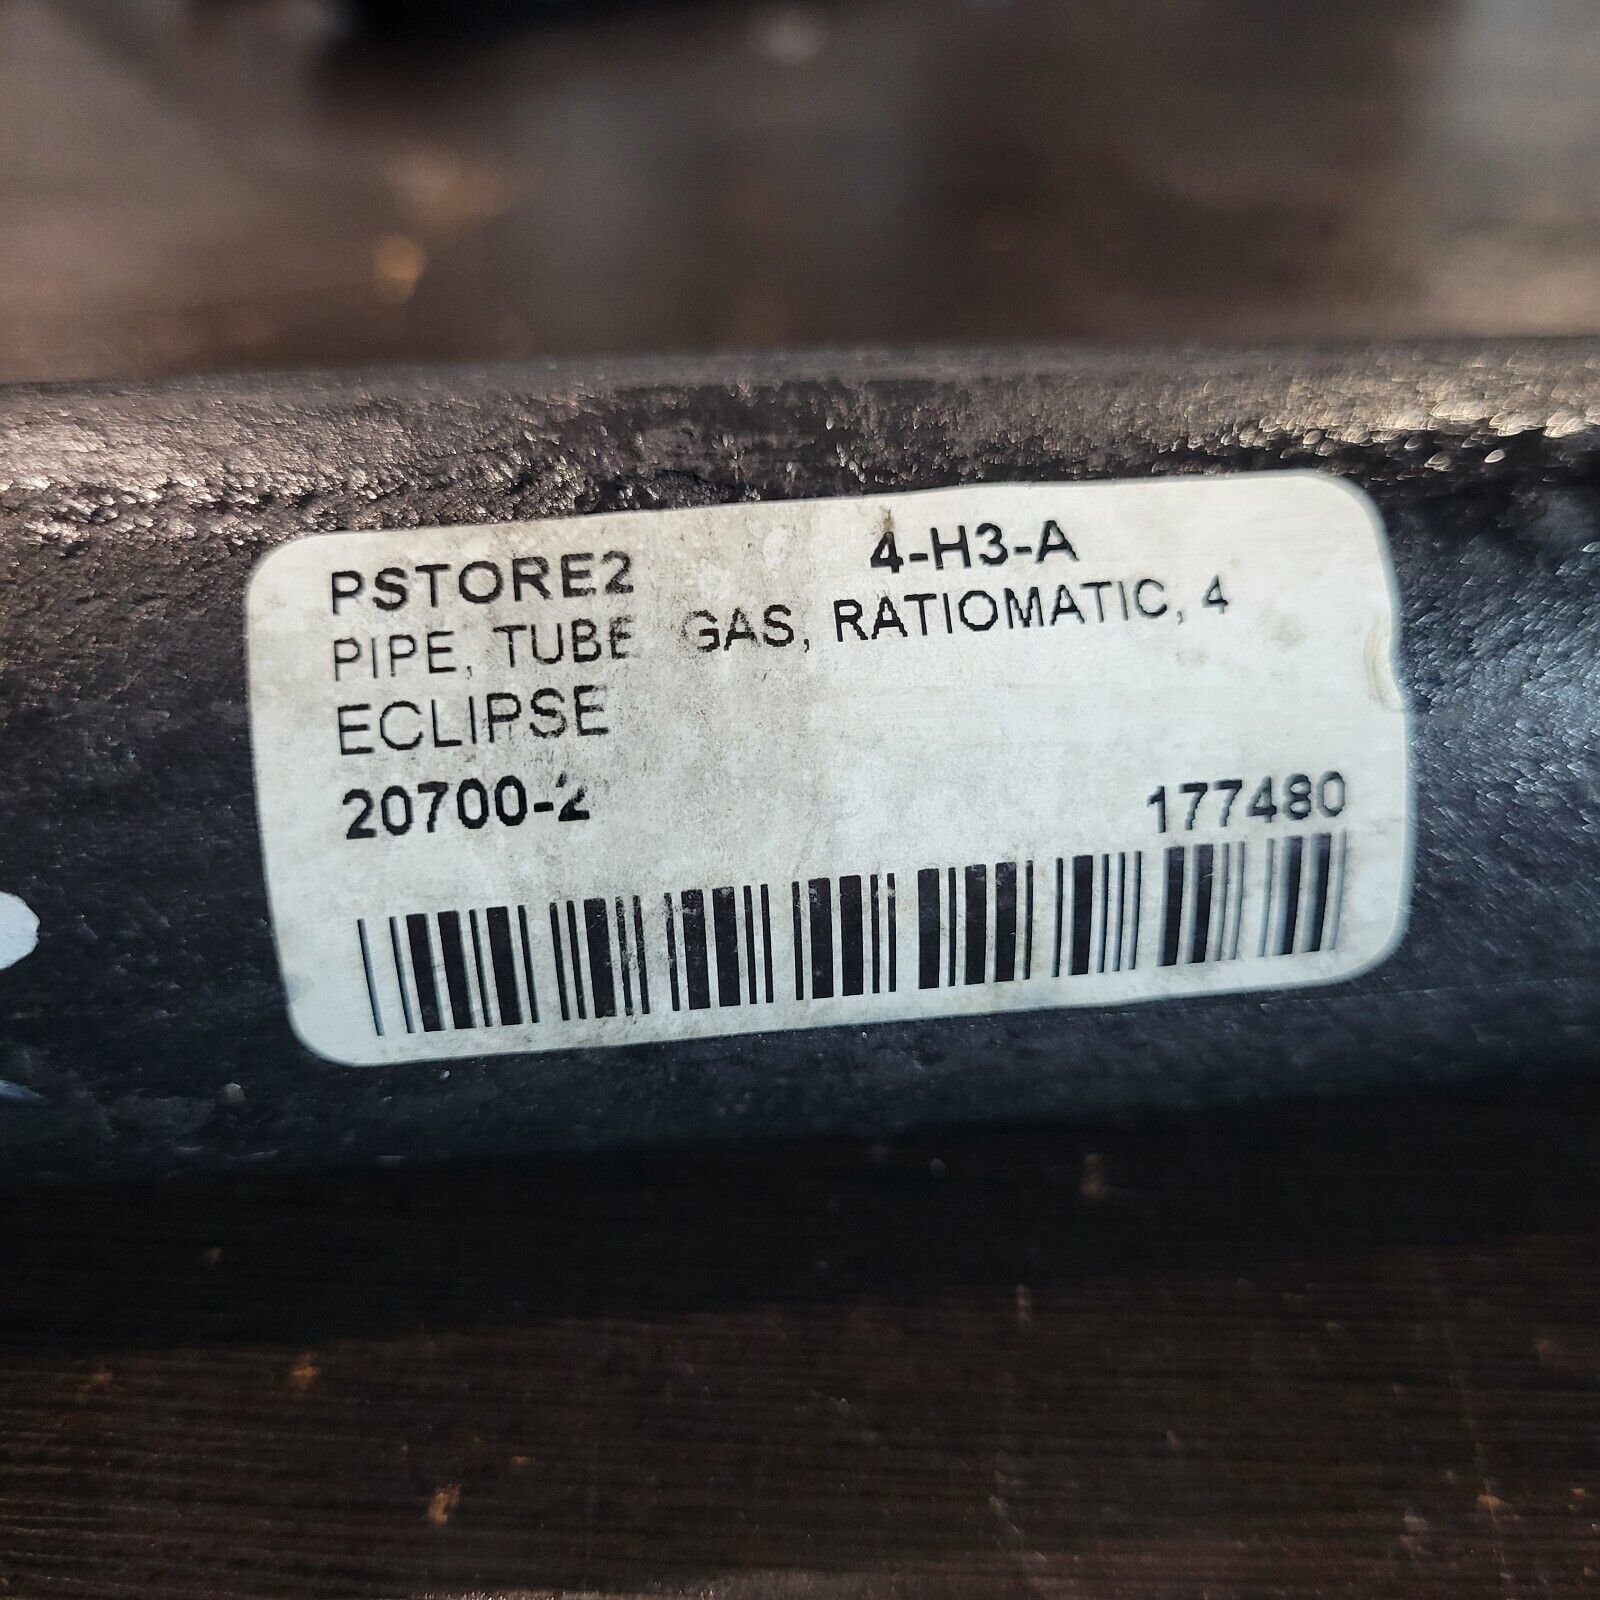 PSTORE2 4-H3-A
PIPE, TUBE GAS, RATIOMATIC, 4
ECLIPSE
20700-2 177480